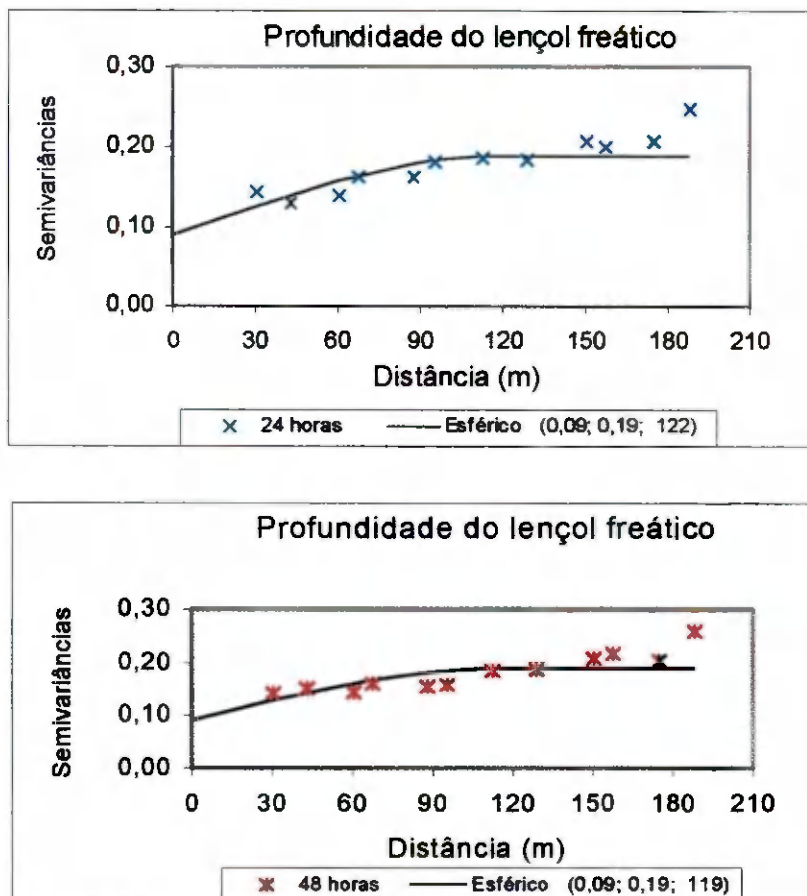 Profundidade do lençol freático
0,30
0,20
0,10
0,00
Semivariâncias
0 30 60 90 120 150 180 210
Distância (m)
24 horas Esférico (0,09; 0,19; 122)
Profundidade do lençol freático
0,30
0,20
0,10
0,00
Semivariâncias
0 30 60 90 120 150 180 210
Distância (m)
48 horas Esférico (0,09; 0,19; 119)